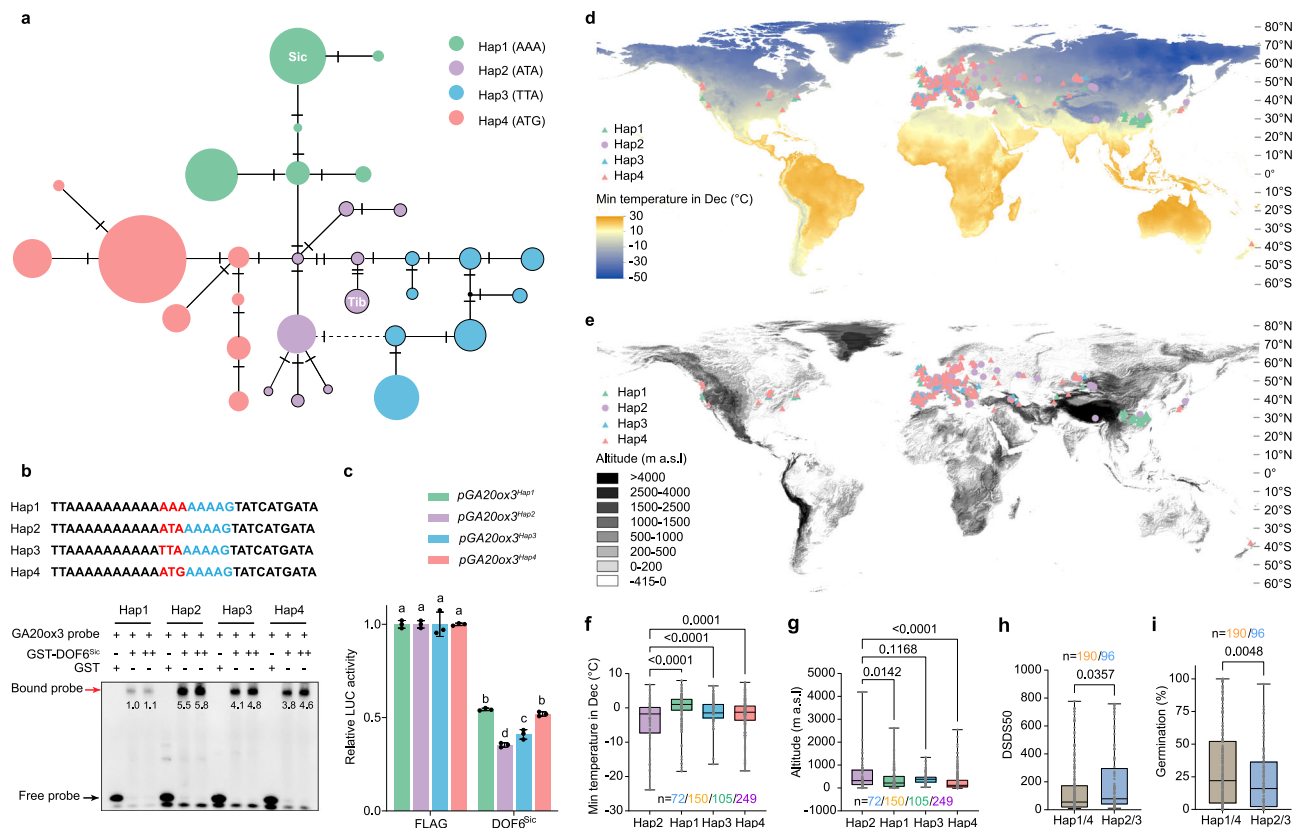 a
Sic
Tib
Hap1 (AAA)
Hap2 (ATA)
Hap3 (TTA)
Hap4 (ATG)
b
Hap1 TTAAAAAAAAAAAAAAAAAGTATCATGATA
Hap2 TTAAAAAAAAAAATAAAAAGTATCATGATA
Hap3 TTAAAAAAAAAATTAAAAAGTATCATGATA
Hap4 TTAAAAAAAAAAATGAAAAGTATCATGATA
Hap1 Hap2 Hap3 Hap4
GA20ox3 probe + + + + + + + + + + + +
GST-DOF6Sic + ++ + ++ + ++ + ++
GST + + + +
Bound probe
1.0 1.1 5.5 5.8 4.1 4.8 3.8 4.6
Free probe
c
pGA20ox3Hap1
pGA20ox3Hap2
pGA20ox3Hap3
pGA20ox3Hap4
Relative LUC activity
1.0
0.5
0.0
a a a a
b d c b
FLAG DOF6Sic
d
80°N
70°N
60°N
50°N
40°N
30°N
20°N
10°N
0°
10°S
20°S
30°S
40°S
50°S
60°S
Hap1
Hap2
Hap3
Hap4
Min temperature in Dec (°C)
30
10
-10
-30
-50
e
80°N
70°N
60°N
50°N
40°N
30°N
20°N
10°N
0°
10°S
20°S
30°S
40°S
50°S
60°S
Hap1
Hap2
Hap3
Hap4
Altitude (m a.s.l)
>4000
2500-4000
1500-2500
1000-1500
500-1000
200-500
0-200
-415-0
f
0.0001
<0.0001
<0.0001
Min temperature in Dec (°C)
10
0
-10
-20
-30
n=72/150/105/249
Hap2 Hap1 Hap3 Hap4
g
<0.0001
0.1168
0.0142
Altitude (m a.s.l)
5000
4000
3000
2000
1000
0
-1000
n=72/150/105/249
Hap2 Hap1 Hap3 Hap4
h
n=190/96
0.0357
DSDS50
1000
800
600
400
200
0
Hap1/4 Hap2/3
i
n=190/96
0.0048
Germination (%)
100
75
50
25
0
Hap1/4 Hap2/3